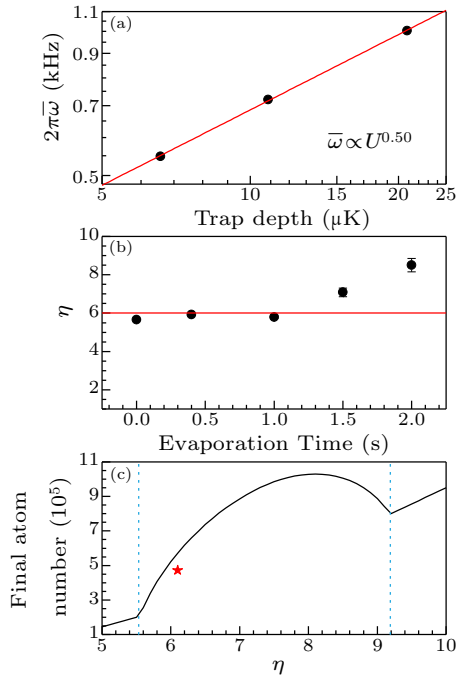 (a)
1.1
0.9
0.7
0.5
2πω̅ (kHz)
ω̅∝U^0.50
5 10 15 20 25
Trap depth (μK)
(b)
10
8
6
4
2
η
0.0 0.4 1.0 1.5 2.0
Evaporation Time (s)
(c)
11
9
7
5
3
1
Final atom
number (10^5)
5 6 7 8 9 10
η